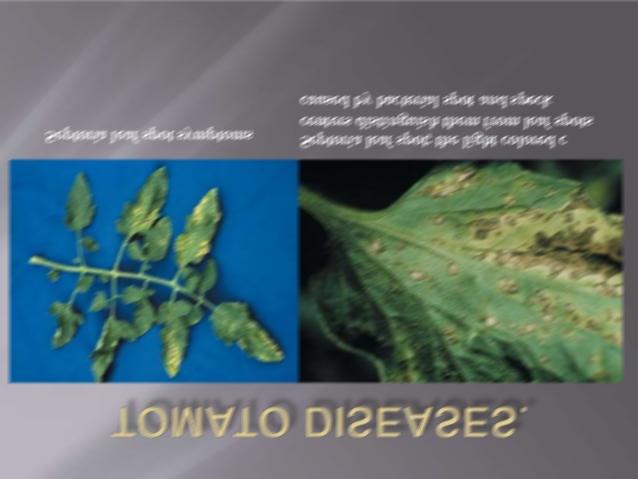 TOMATO DISEASES.
Septoria leaf spot symptoms
Septoria leaf spot, the light colored c
centers distinguish them from leaf spots
caused by bacterial spot and speck